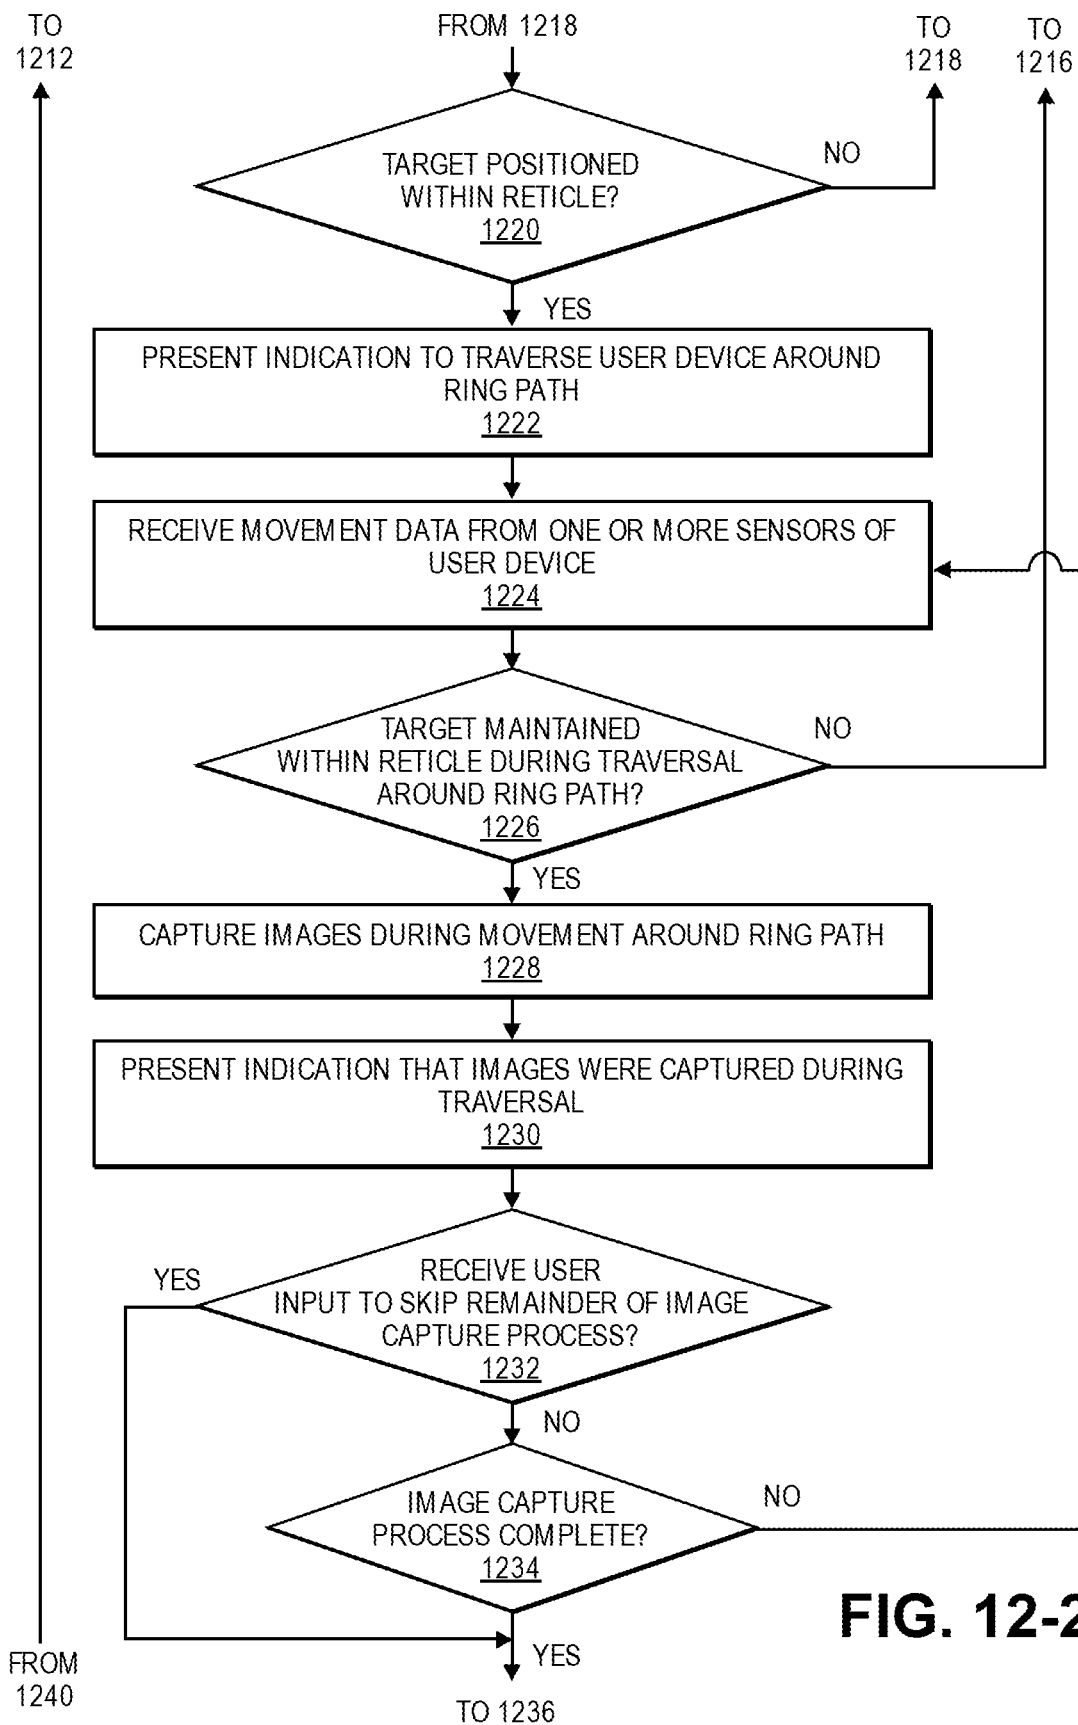 TO
1212
FROM 1218
TO
1218
TO
1216
TARGET POSITIONED
WITHIN RETICLE?
1220
NO
YES
PRESENT INDICATION TO TRAVERSE USER DEVICE AROUND
RING PATH
1222
RECEIVE MOVEMENT DATA FROM ONE OR MORE SENSORS OF
USER DEVICE
1224
TARGET MAINTAINED
WITHIN RETICLE DURING TRAVERSAL
AROUND RING PATH?
1226
NO
YES
CAPTURE IMAGES DURING MOVEMENT AROUND RING PATH
1228
PRESENT INDICATION THAT IMAGES WERE CAPTURED DURING
TRAVERSAL
1230
YES
RECEIVE USER
INPUT TO SKIP REMAINDER OF IMAGE
CAPTURE PROCESS?
1232
NO
IMAGE CAPTURE
PROCESS COMPLETE?
1234
NO
FIG. 12-2
YES
FROM
1240
TO 1236